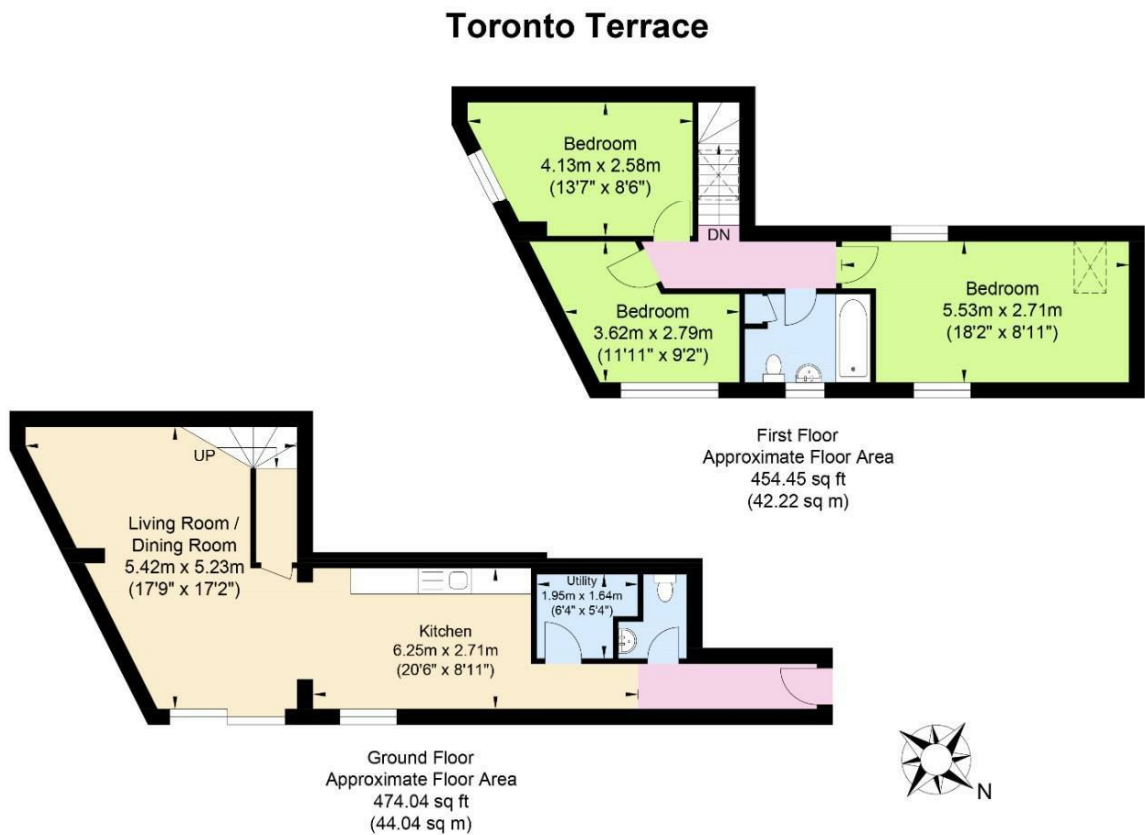 Toronto Terrace
Bedroom
4.13m x 2.58m
(13'7" x 8'6")
DN
Bedroom
3.62m x 2.79m
(11'11" x 9'2")
Bedroom
5.53m x 2.71m
(18'2" x 8'11")
First Floor
Approximate Floor Area
454.45 sq ft
(42.22 sq m)
UP
Living Room /
Dining Room
5.42m x 5.23m
(17'9" x 17'2")
Kitchen
6.25m x 2.71m
(20'6" x 8'11")
Utility
1.95m x 1.64m
(6'4" x 5'4")
Ground Floor
Approximate Floor Area
474.04 sq ft
(44.04 sq m)
N